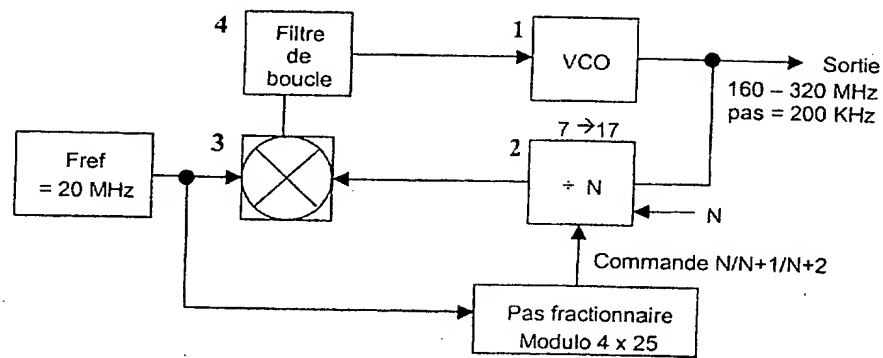 4
Filtre
de
boucle
1
VCO
Sortie
160 – 320 MHz
pas = 200 KHz
Fref
= 20 MHz
3
7 →17
2
÷ N
N
Commande N/N+1/N+2
Pas fractionnaire
Modulo 4 x 25